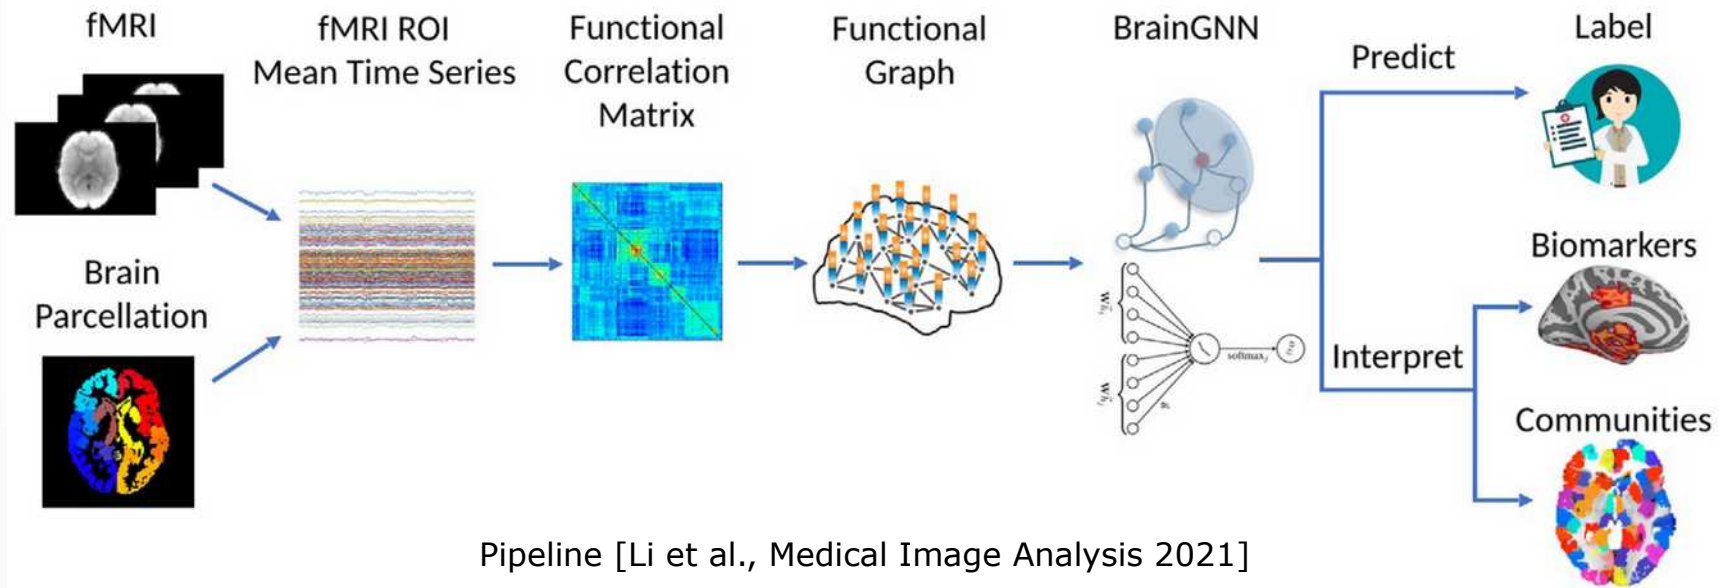 fMRI
fMRI ROI
Mean Time Series
Functional
Correlation
Matrix
Functional
Graph
BrainGNN
Predict
Label
Brain
Parcellation
Biomarkers
Interpret
softmaxⱼ
Communities
Pipeline [Li et al., Medical Image Analysis 2021]